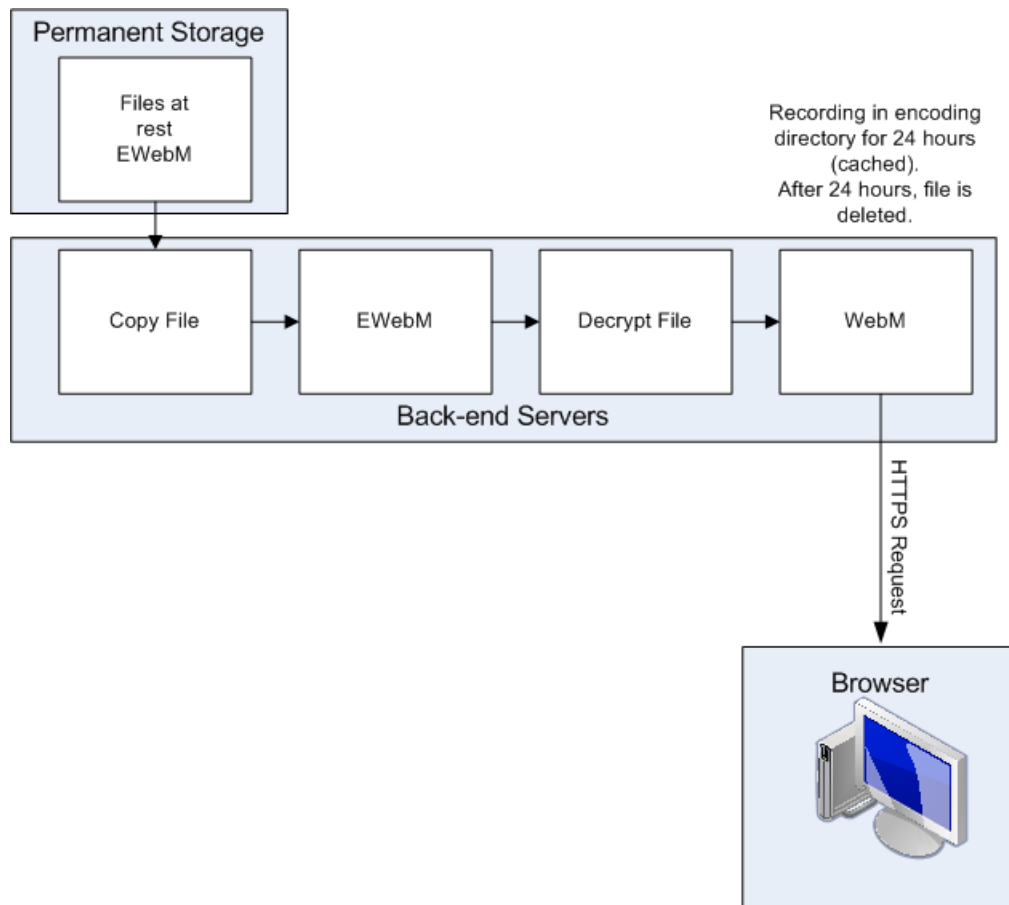 Permanent Storage
Files at
rest
EWebM
Recording in encoding
directory for 24 hours
(cached).
After 24 hours, file is
deleted.
Copy File
EWebM
Decrypt File
WebM
Back-end Servers
HTTPS Request
Browser